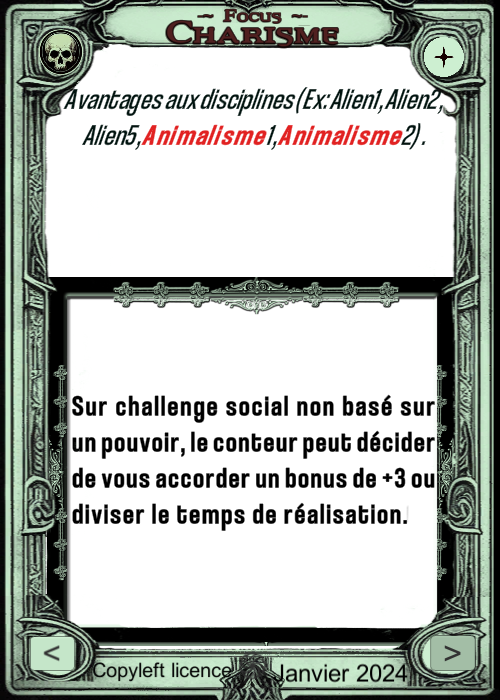 ~ Focus ~
Charisme
Avantages aux disciplines (Ex: Alien1, Alien2,
Alien5, Animalisme1, Animalisme2).
Sur challenge social non basé sur
un pouvoir, le conteur peut décider
de vous accorder un bonus de +3 ou
diviser le temps de réalisation.
< >
Copyleft licence Janvier 2024